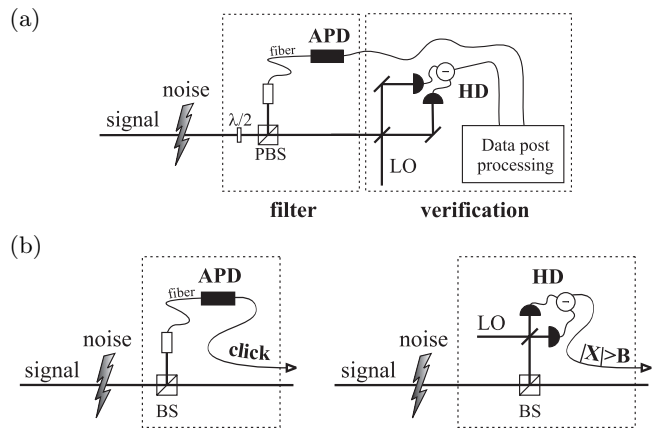 (a)
APD
fiber
noise
signal
λ/2
PBS
−
HD
LO
Data post
processing
filter
verification
(b)
APD
fiber
noise
click
signal
BS
HD
−
LO
noise
|X|>B
signal
BS